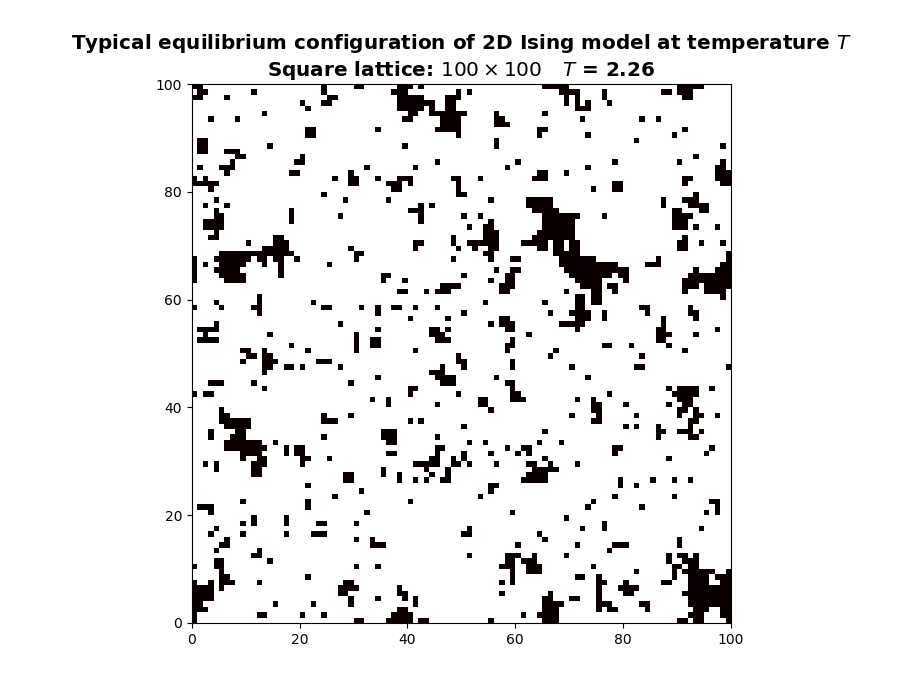 Typical equilibrium configuration of 2D Ising model at temperature T
Square lattice: 100 × 100 T = 2.26
100
80
60
40
20
0
0 20 40 60 80 100